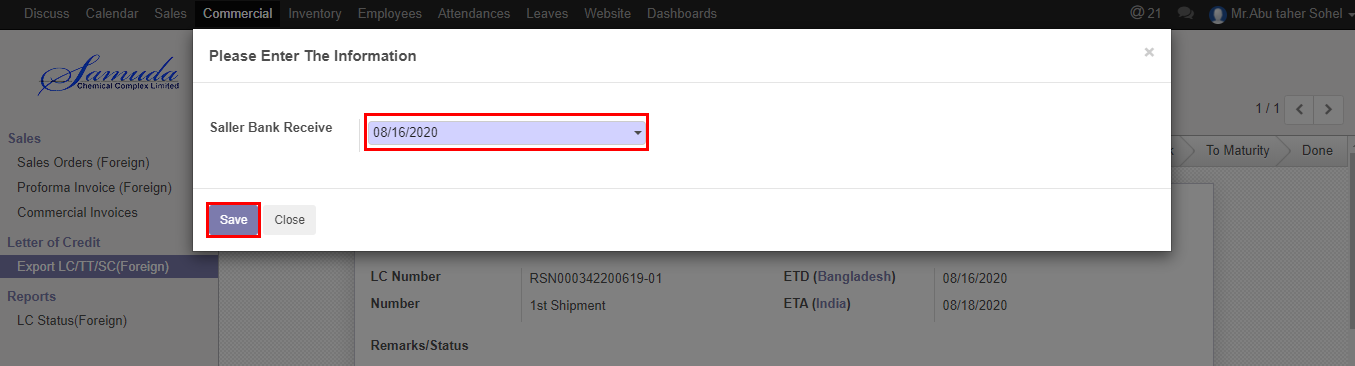 Discuss Calendar Sales Commercial Inventory Employees Attendances Leaves Website Dashboards @ 21 Mr.Abu taher Sohel
Please Enter The Information ×
Samuda
Chemical Complex Limited
1 / 1
Saller Bank Receive 08/16/2020
Sales
Sales Orders (Foreign)
To Maturity Done
Proforma Invoice (Foreign)
Commercial Invoices
Save Close
Letter of Credit
Export LC/TT/SC(Foreign)
LC Number RSN000342200619-01 ETD (Bangladesh) 08/16/2020
Reports
Number 1st Shipment ETA (India) 08/18/2020
LC Status(Foreign)
Remarks/Status